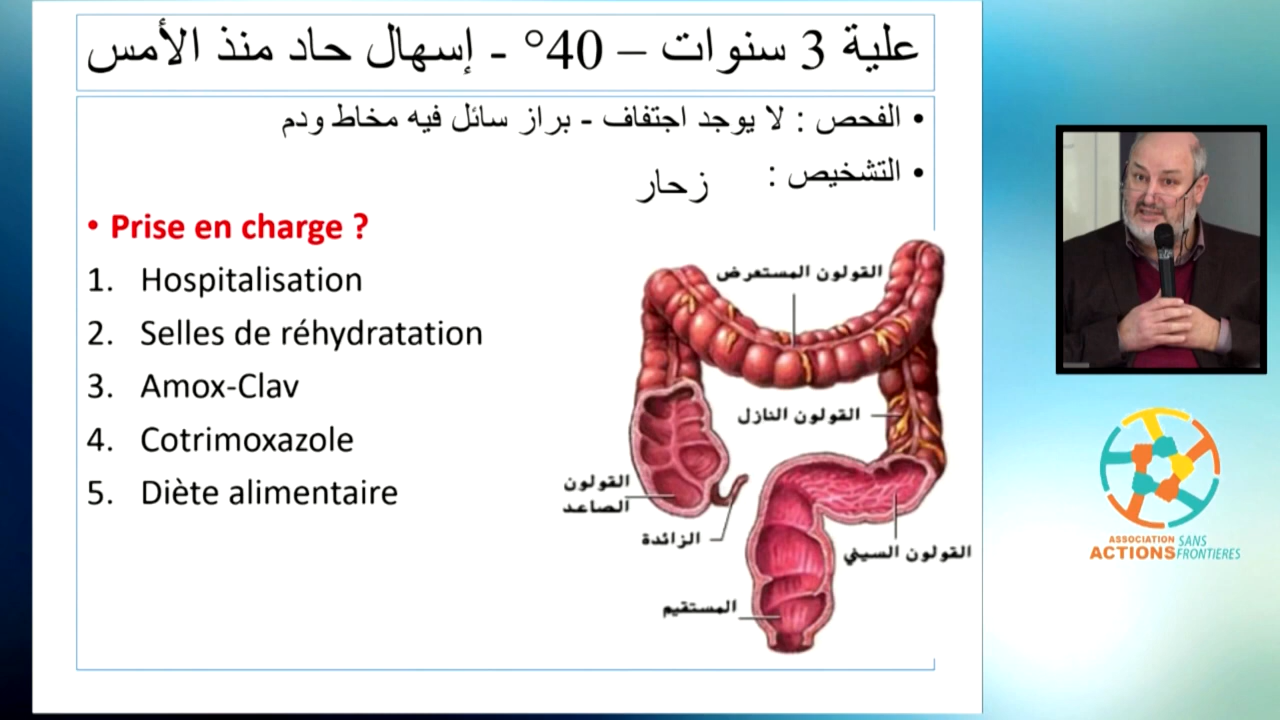 علية 3 سنوات – 40° - إسهال حاد منذ الأمس
• الفحص : لا يوجد اجتفاف - براز سائل فيه مخاط ودم
• التشخيص : زحار
• Prise en charge ?
1. Hospitalisation
2. Selles de réhydratation
3. Amox-Clav
4. Cotrimoxazole
5. Diète alimentaire
القولون المستعرض
القولون النازل
القولون
الصاعد
الزائدة
القولون السيني
المستقيم
ASSOCIATION SANS
ACTIONS FRONTIERES